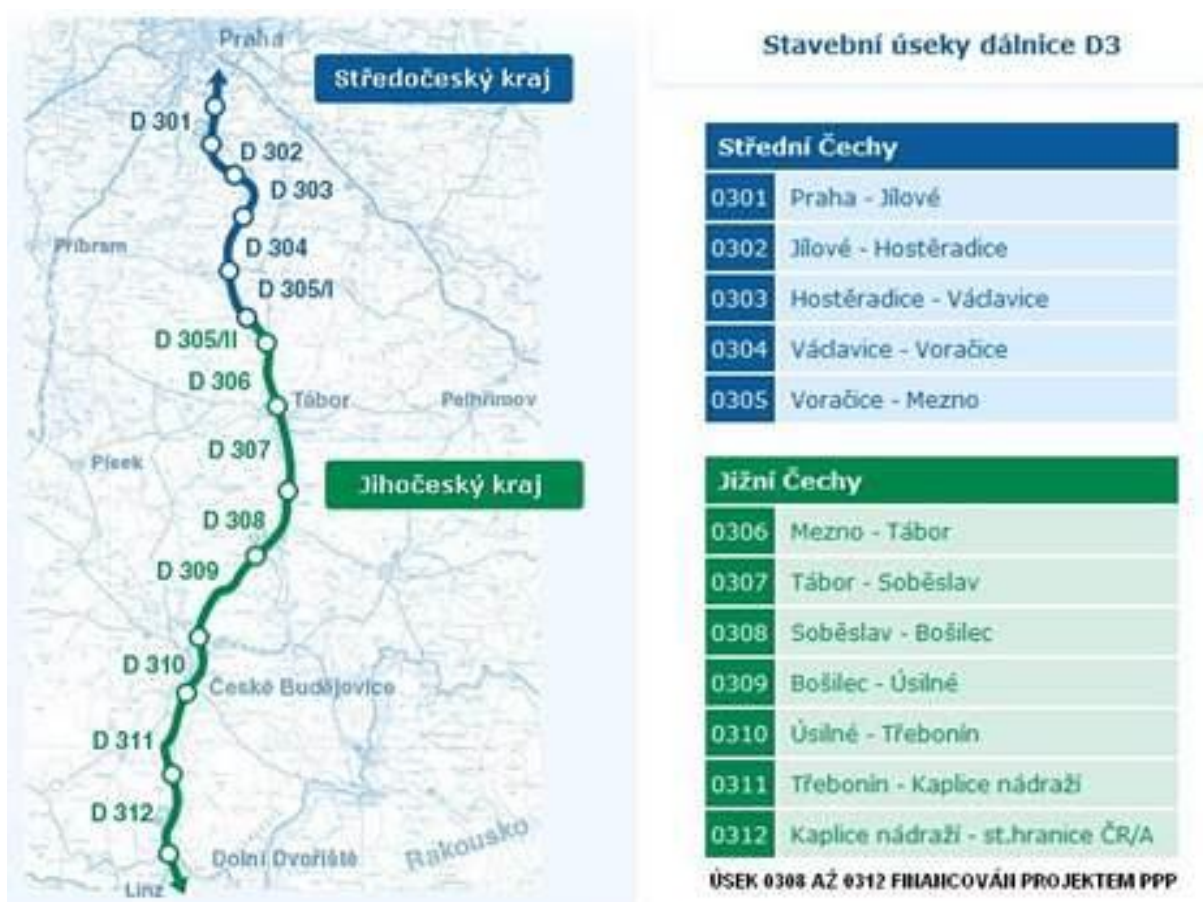 Praha
Středočeský kraj
D 301
D 302
D 303
Příbram
D 304
D 305/I
D 305/II
D 306
Tábor
Pelhřimov
D 307
Písek
Jihočeský kraj
D 308
D 309
D 310
České Budějovice
D 311
D 312
Dolní Dvořiště
Rakousko
Linz
Stavební úseky dálnice D3
Střední Čechy
0301 Praha - Jílové
0302 Jílové - Hostěradice
0303 Hostěradice - Václavice
0304 Václavice - Voračice
0305 Voračice - Mezno
Jižní Čechy
0306 Mezno - Tábor
0307 Tábor - Soběslav
0308 Soběslav - Bošilec
0309 Bošilec - Úsilné
0310 Úsilné - Třebonín
0311 Třebonín - Kaplice nádraží
0312 Kaplice nádraží - st.hranice ČR/A
ÚSEK 0308 AŽ 0312 FINANCOVÁN PROJEKTEM PPP